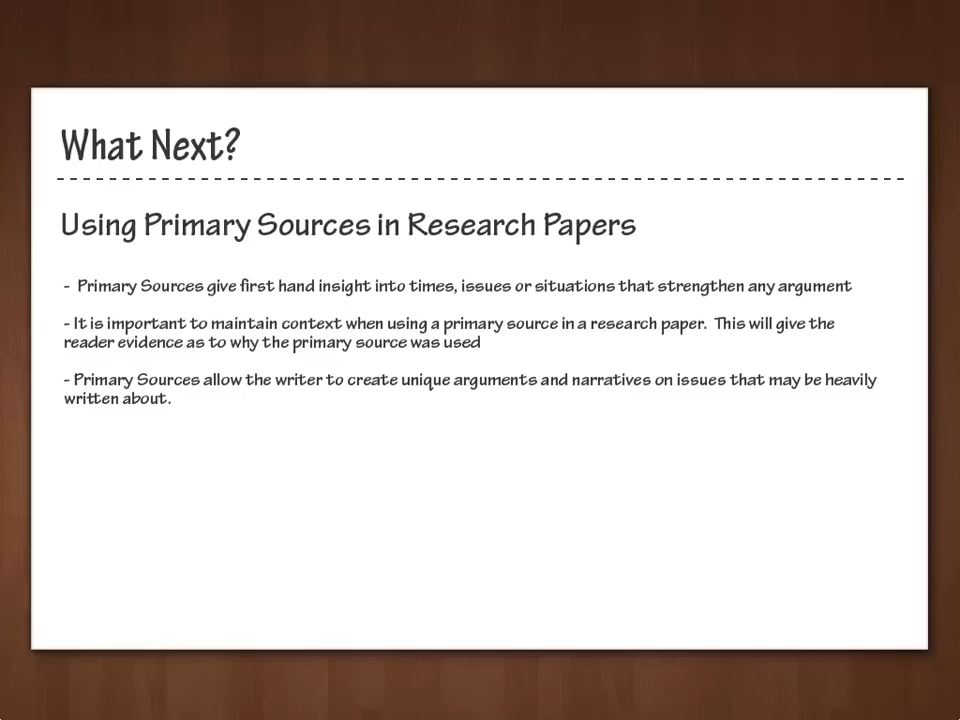 What Next?
Using Primary Sources in Research Papers
- Primary Sources give first hand insight into times, issues or situations that strengthen any argument
- It is important to maintain context when using a primary source in a research paper. This will give the
reader evidence as to why the primary source was used
- Primary Sources allow the writer to create unique arguments and narratives on issues that may be heavily
written about.